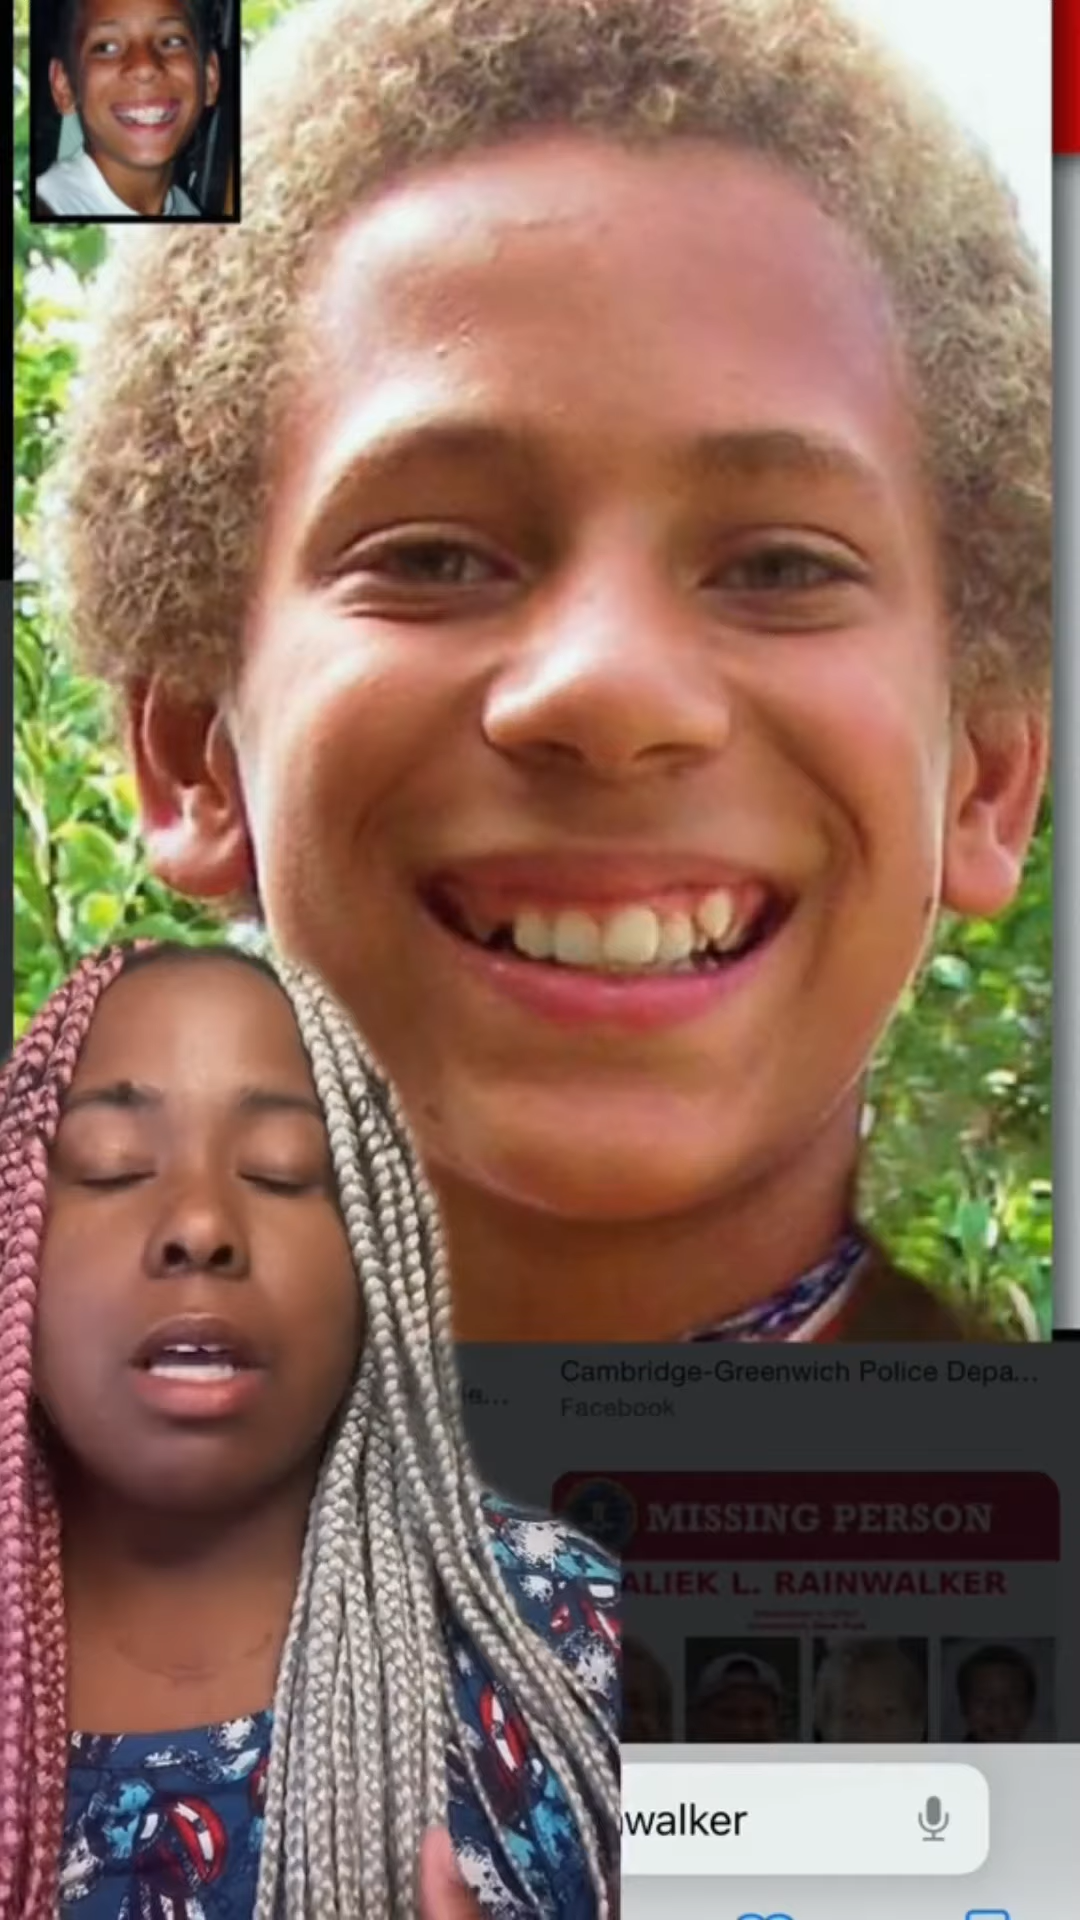 Cambridge-Greenwich Police Depa...
Facebook
MISSING PERSON
ALIEK L. RAINWALKER
walker